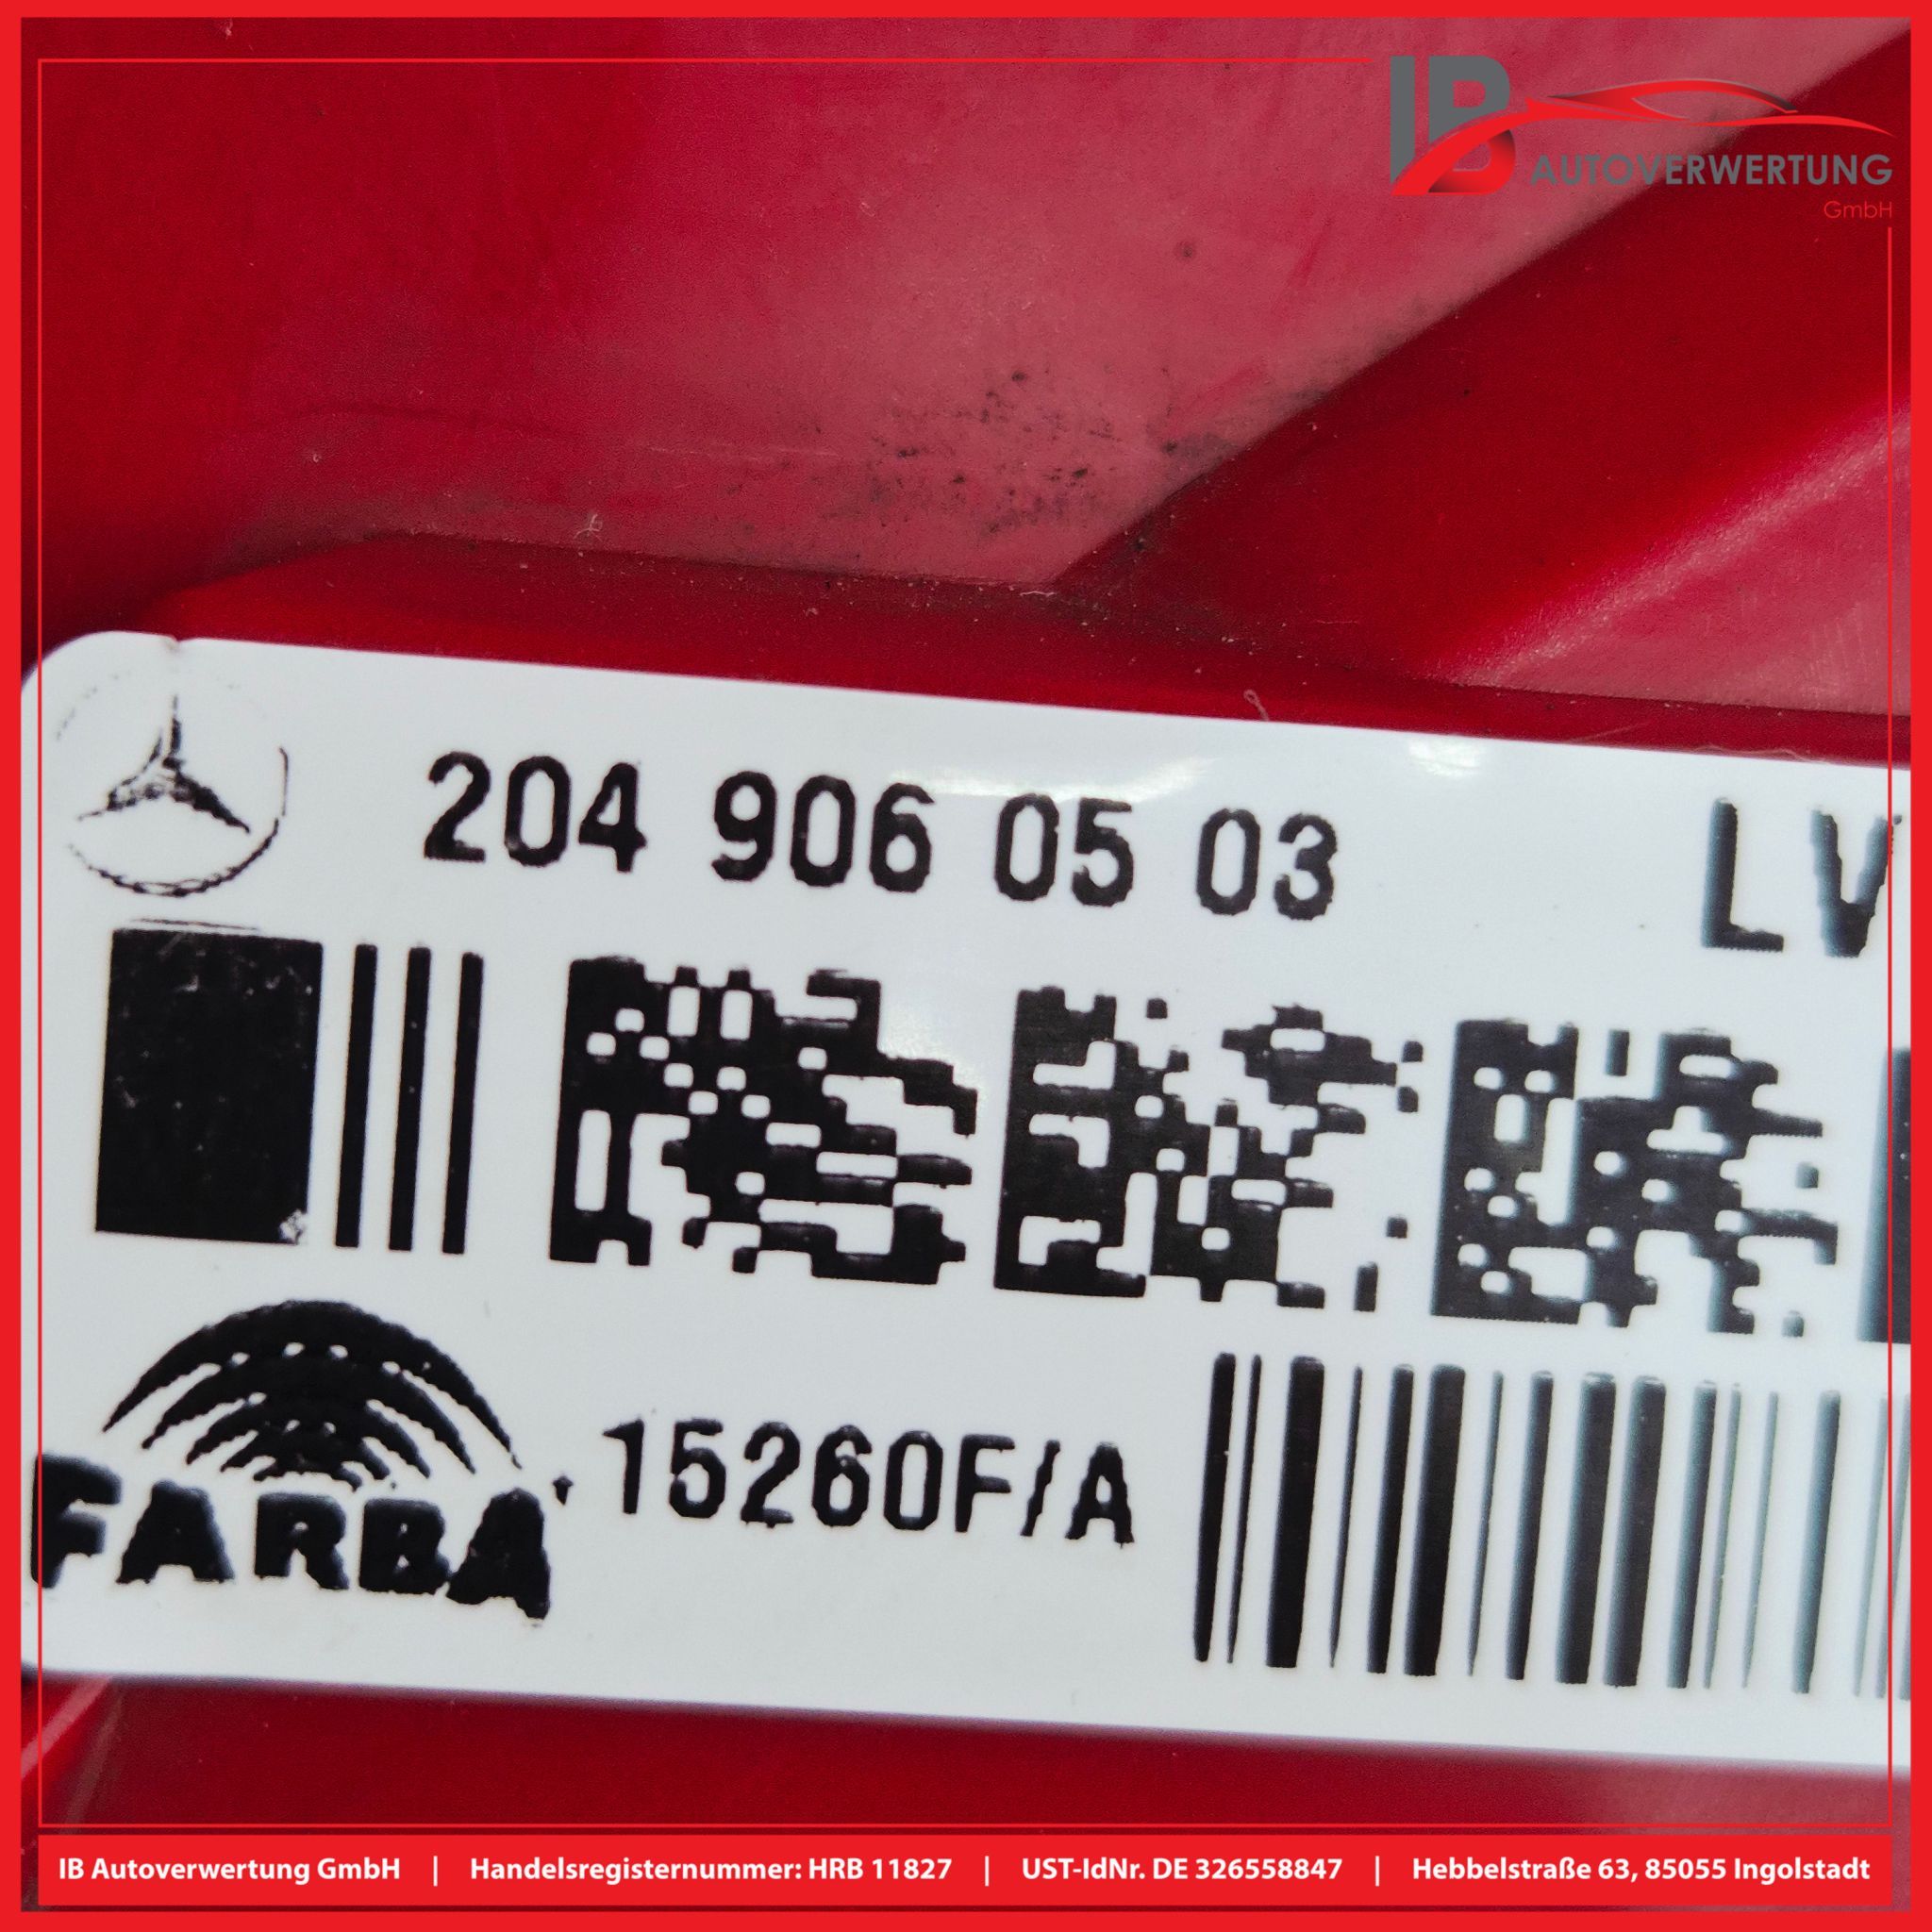 IB
AUTOVERWERTUNG
GmbH
204 906 05 03 LV
FARBA
15260F/A
IB Autoverwertung GmbH | Handelsregisternummer: HRB 11827 | UST-IdNr. DE 326558847 | Hebbelstraße 63, 85055 Ingolstadt